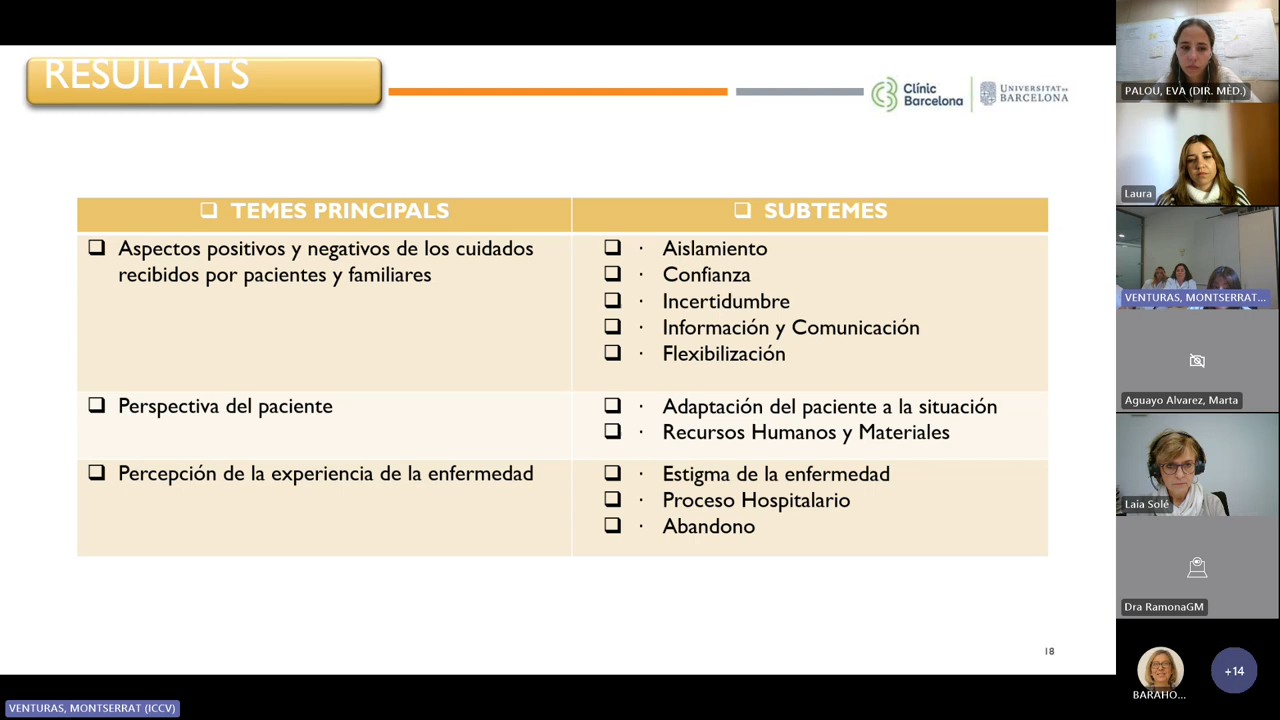 RESULTATS
Clínic
Barcelona
UNIVERSITAT DE
BARCELONA
❑ TEMES PRINCIPALS
❑ SUBTEMES
❑ Aspectos positivos y negativos de los cuidados
recibidos por pacientes y familiares
❑ · Aislamiento
❑ · Confianza
❑ · Incertidumbre
❑ · Información y Comunicación
❑ · Flexibilización
❑ Perspectiva del paciente
❑ · Adaptación del paciente a la situación
❑ · Recursos Humanos y Materiales
❑ Percepción de la experiencia de la enfermedad
❑ · Estigma de la enfermedad
❑ · Proceso Hospitalario
❑ · Abandono
18
PALOU, EVA (DIR. MÈD.)
Laura
VENTURAS, MONTSERRAT...
Aguayo Alvarez, Marta
Laia Solé
Dra RamonaGM
BARAHO...
+14
VENTURAS, MONTSERRAT (ICCV)